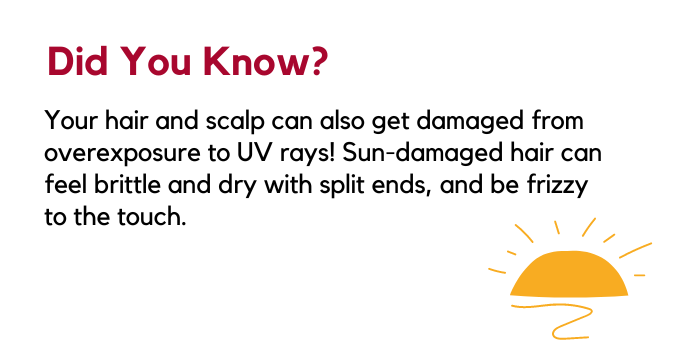 Did You Know?
Your hair and scalp can also get damaged from
overexposure to UV rays! Sun-damaged hair can
feel brittle and dry with split ends, and be frizzy
to the touch.